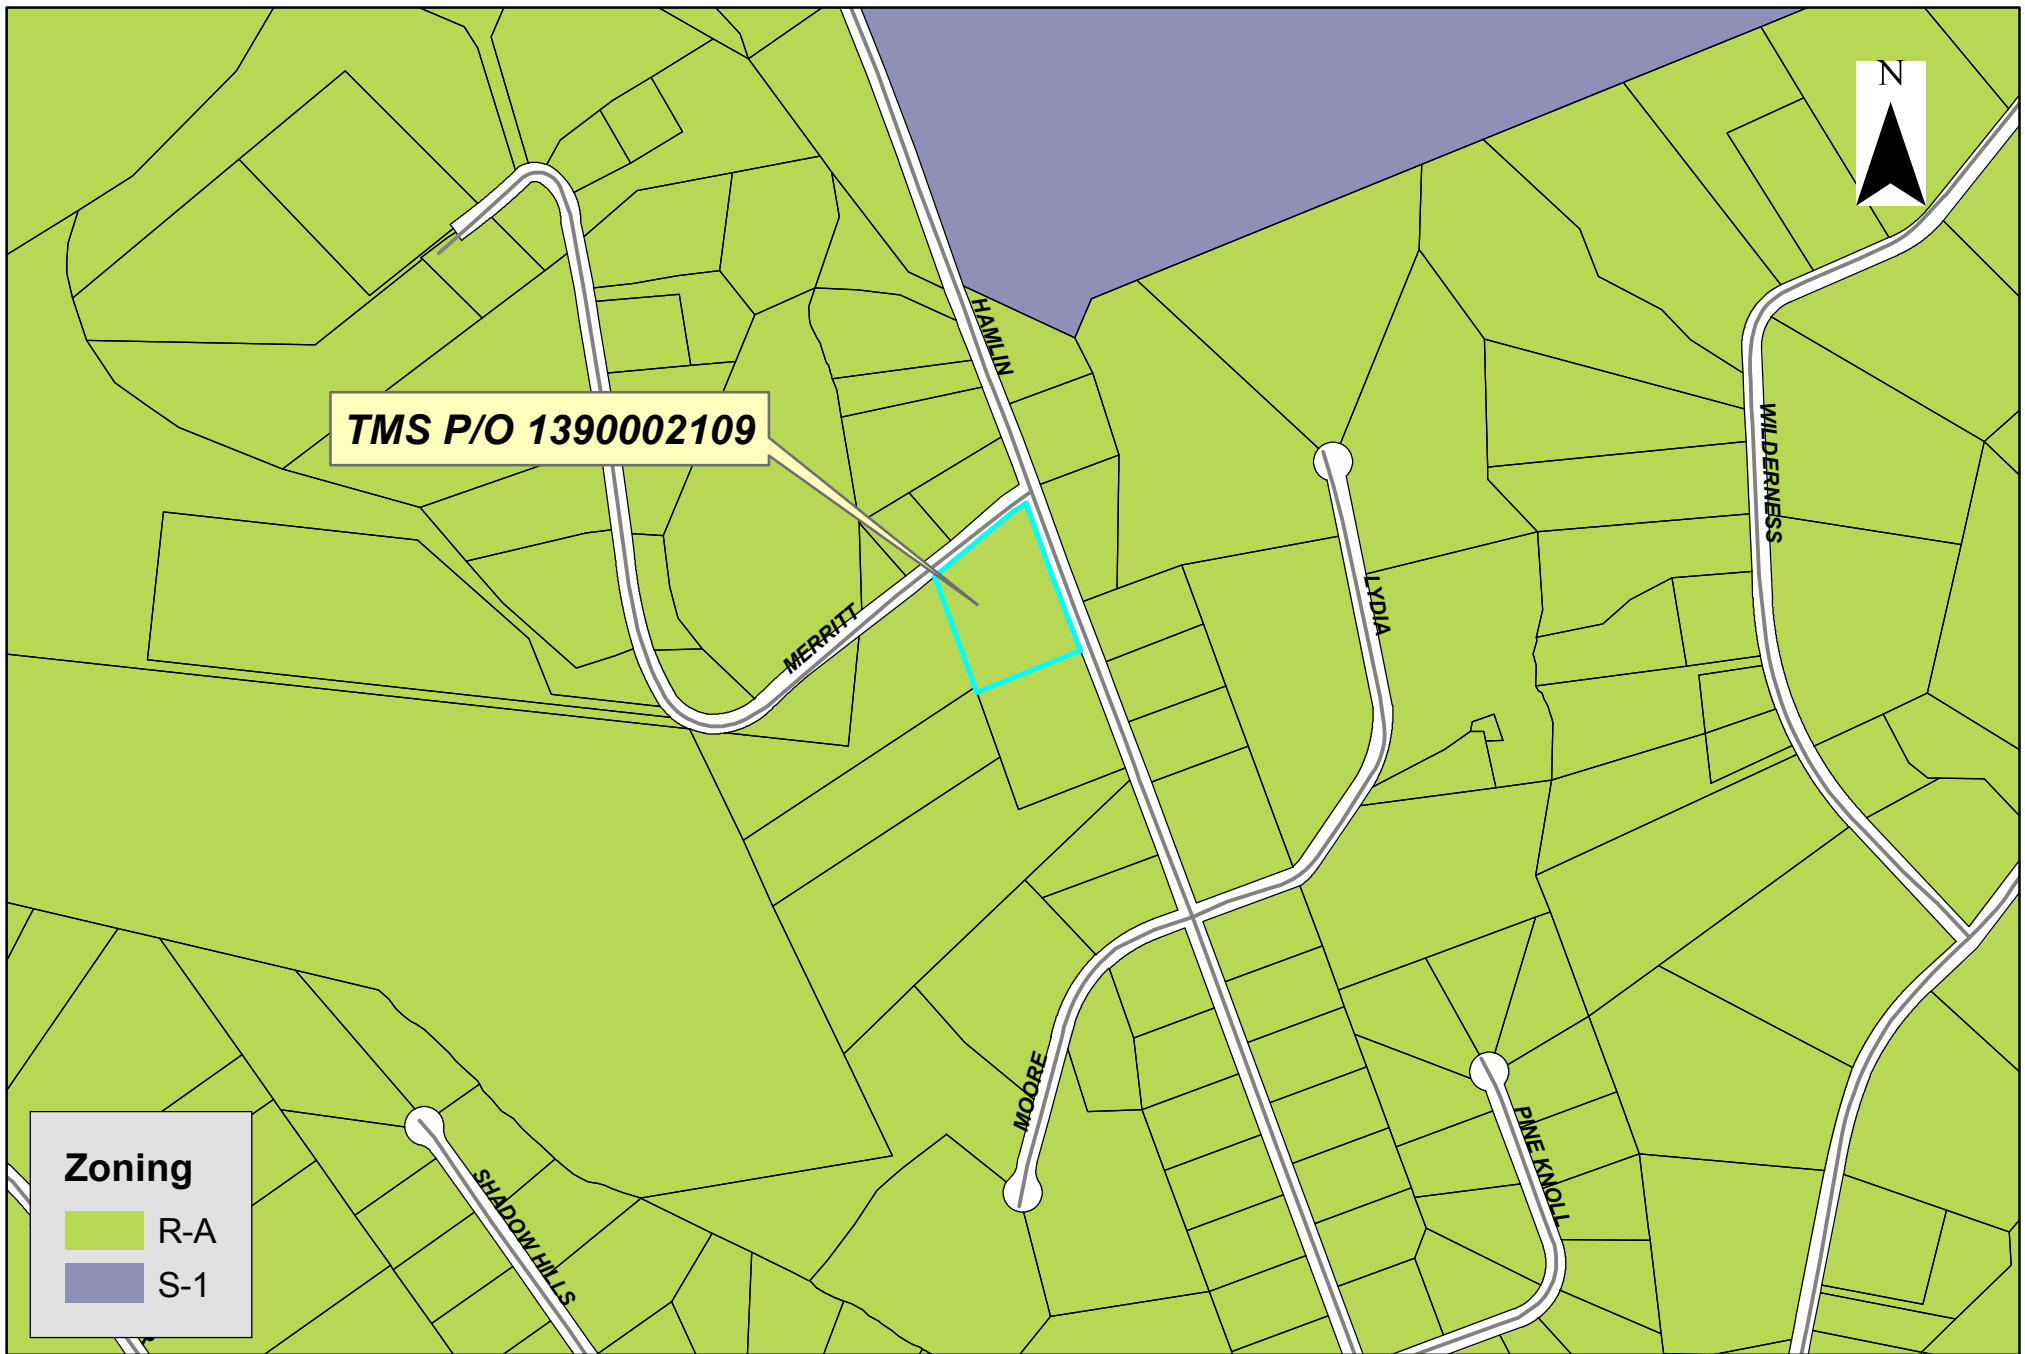 N
HAMLIN
TMS P/O 1390002109
WILDERNESS
LYDIA
MERRITT
MOORE
PINE KNOLL
SHADOW HILLS
Zoning
R-A
S-1